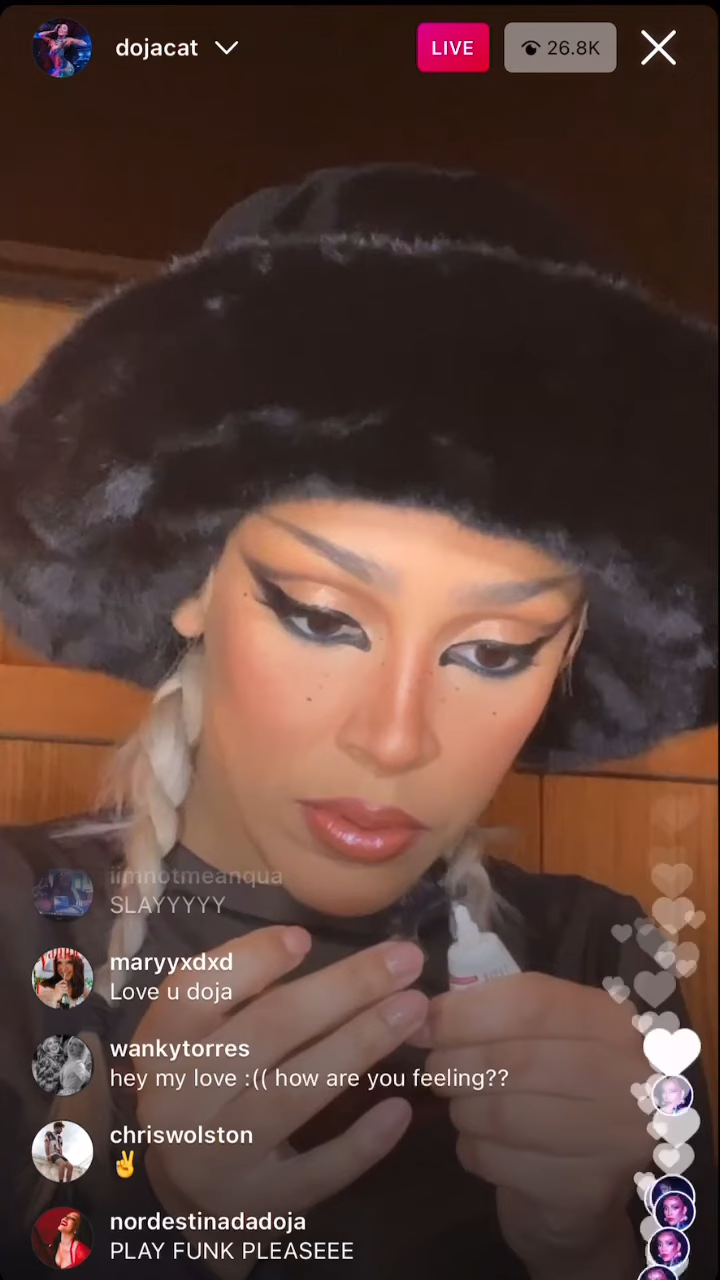 dojacat
LIVE
26.8K
iimnotmeanqua
SLAYYYYY
maryyxdxd
Love u doja
wankytorres
hey my love :(( how are you feeling??
chriswolston
✌️
nordestinadadoja
PLAY FUNK PLEASEEE